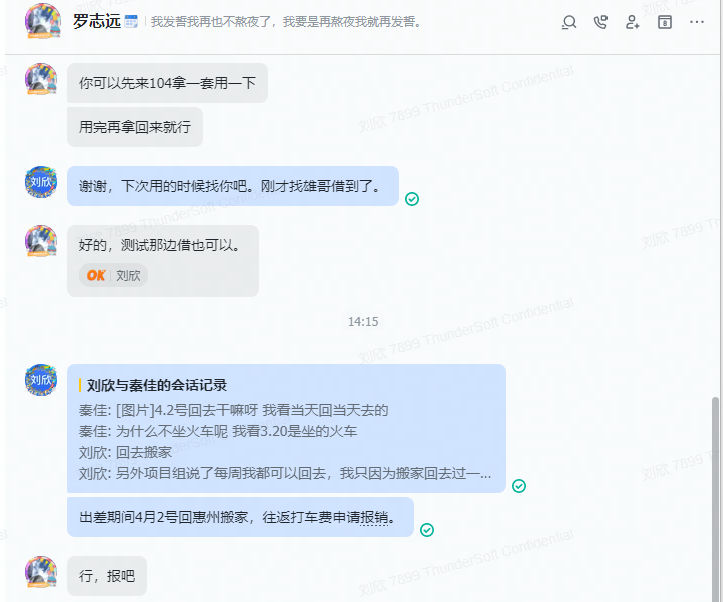 罗志远 我发誓我再也不熬夜了，我要是再熬夜我就再发誓。
8
你可以先来104拿一套用一下
用完再拿回来就行
刘欣
谢谢，下次用的时候找你吧。刚才找雄哥借到了。
好的，测试那边借也可以。
OK 刘欣
14:15
刘欣
刘欣与秦佳的会话记录
秦佳: [图片]4.2号回去干嘛呀 我看当天回当天去的
秦佳: 为什么不坐火车呢 我看3.20是坐的火车
刘欣: 回去搬家
刘欣: 另外项目组说了每周我都可以回去，我只因为搬家回去过一...
出差期间4月2号回惠州搬家，往返打车费申请报销。
行，报吧
刘欣 7899 ThunderSoft Confidential